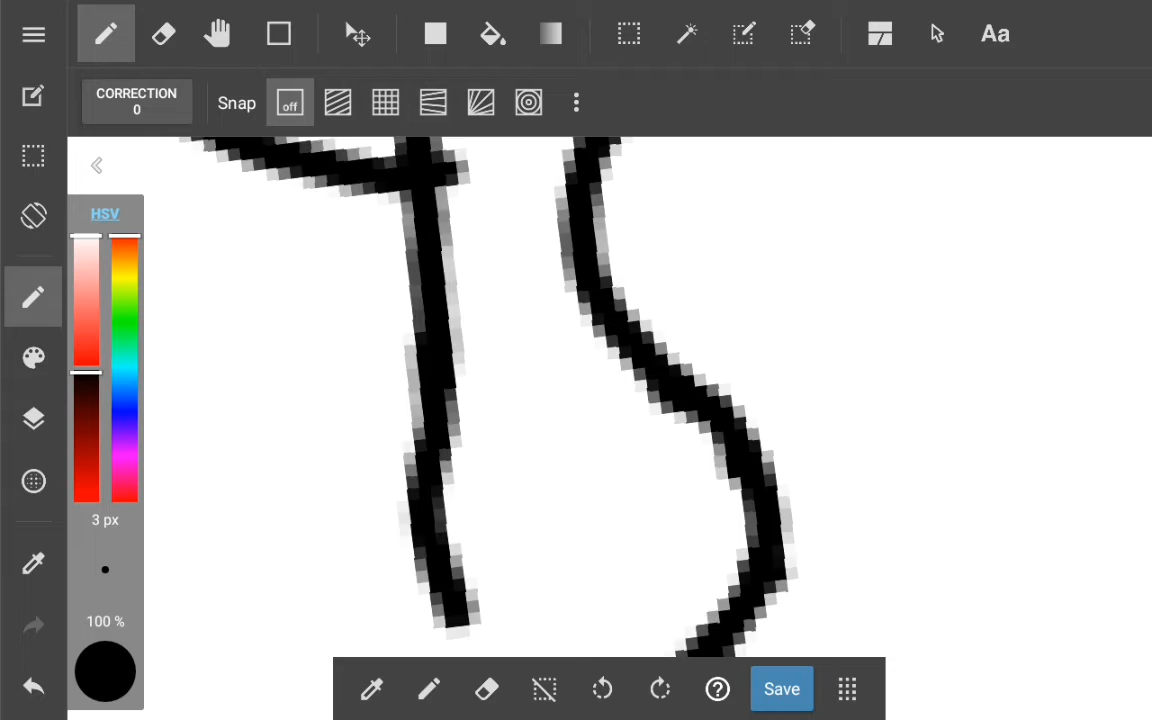 Aa
CORRECTION
0
Snap
off
HSV
3 px
100 %
Save